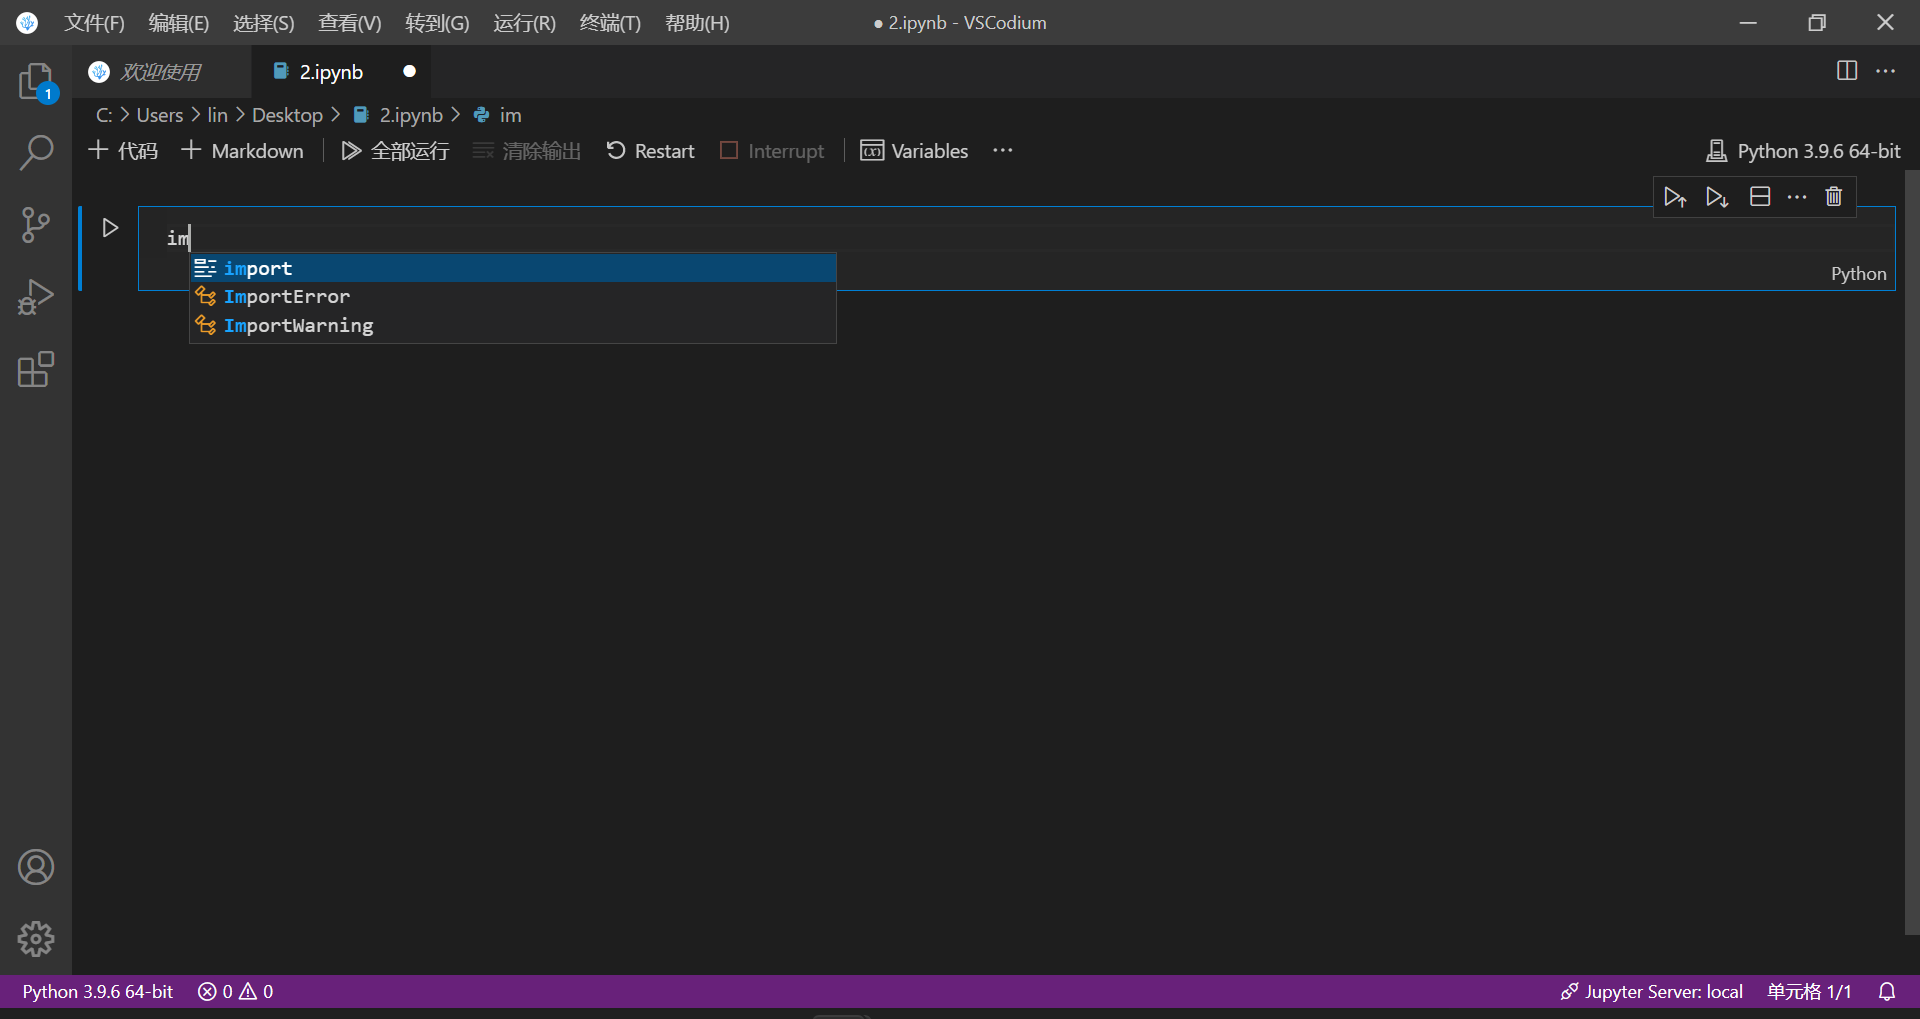 文件(F) 编辑(E) 选择(S) 查看(V) 转到(G) 运行(R) 终端(T) 帮助(H) ● 2.ipynb - VSCodium
欢迎使用 2.ipynb
1
C: > Users > lin > Desktop > 2.ipynb > im
代码 Markdown 全部运行 清除输出 Restart Interrupt Variables ··· Python 3.9.6 64-bit
im
import
ImportError
ImportWarning
Python
Python 3.9.6 64-bit 0 0 Jupyter Server: local 单元格 1/1